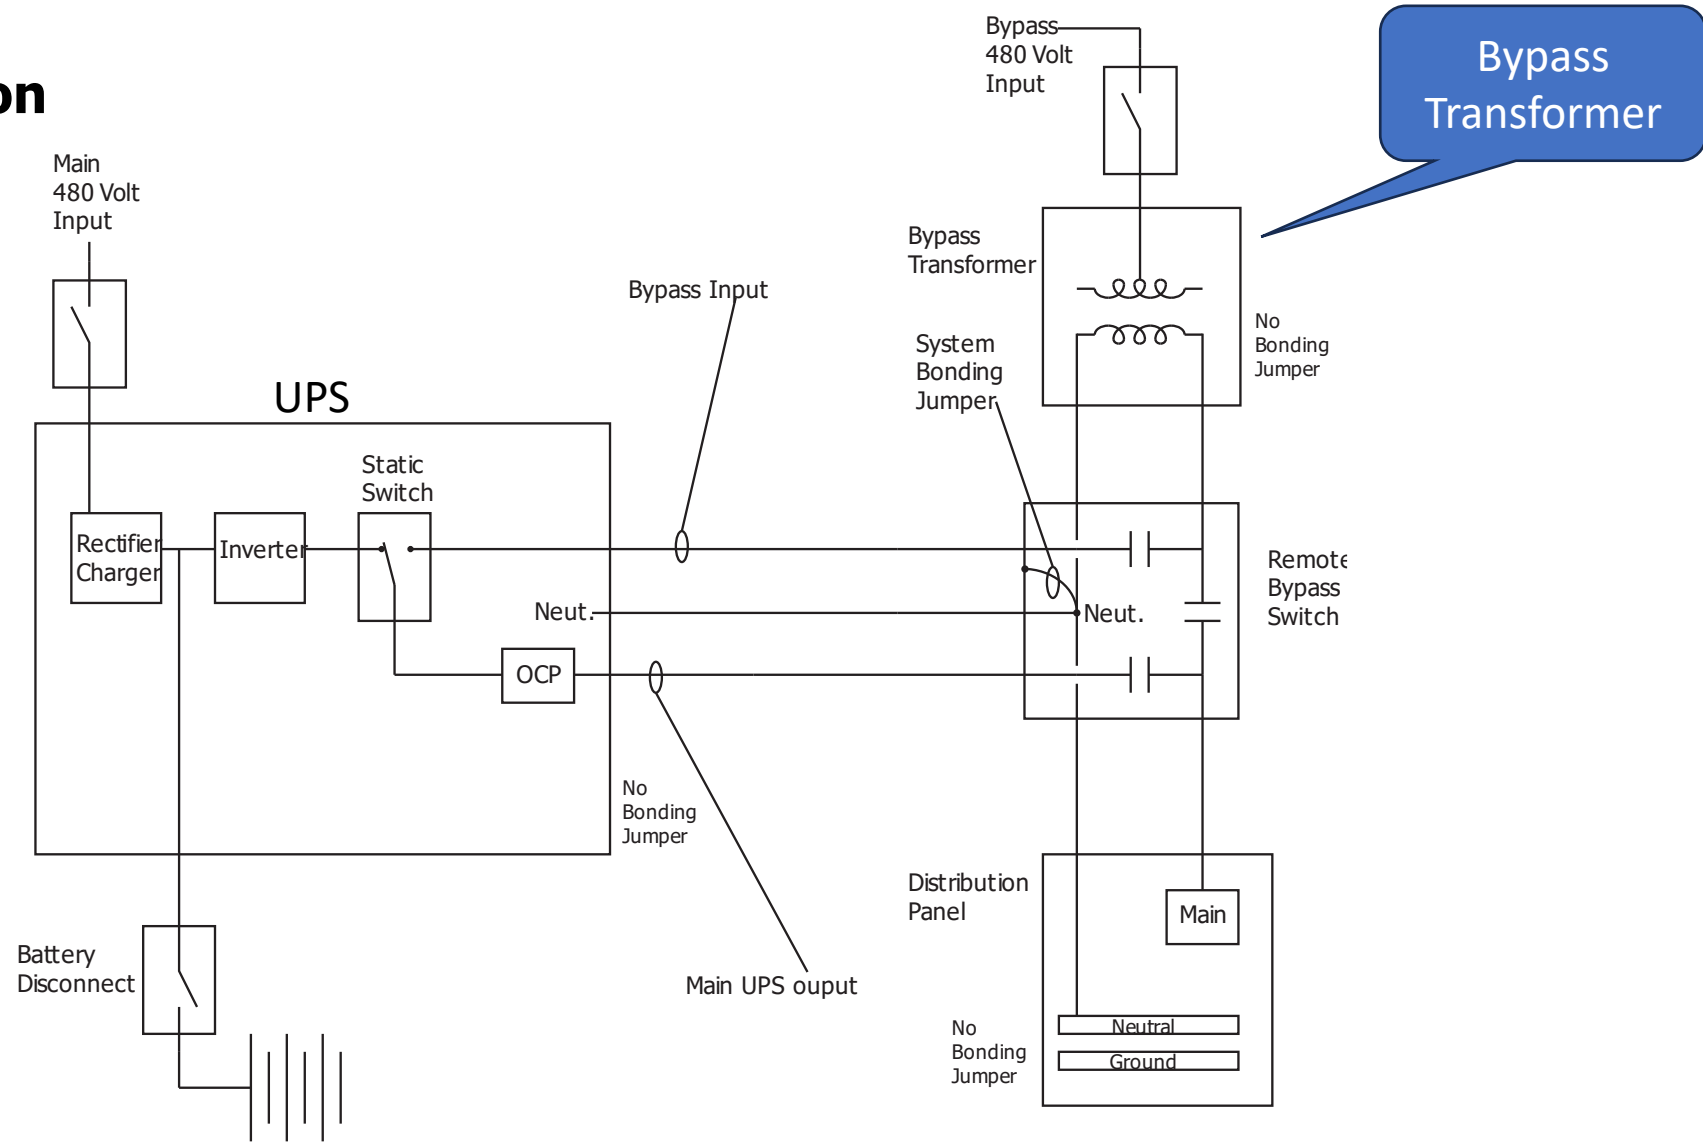 on
Bypass
480 Volt
Input
Bypass
Transformer
Main
480 Volt
Input
Bypass
Transformer
Bypass Input
No
Bonding
Jumper
System
Bonding
Jumper
UPS
Static
Switch
Rectifier
Charger
Inverter
Remote
Bypass
Switch
Neut.
Neut.
OCP
No
Bonding
Jumper
Distribution
Panel
Main
Battery
Disconnect
Main UPS ouput
No
Bonding
Jumper
Neutral
Ground